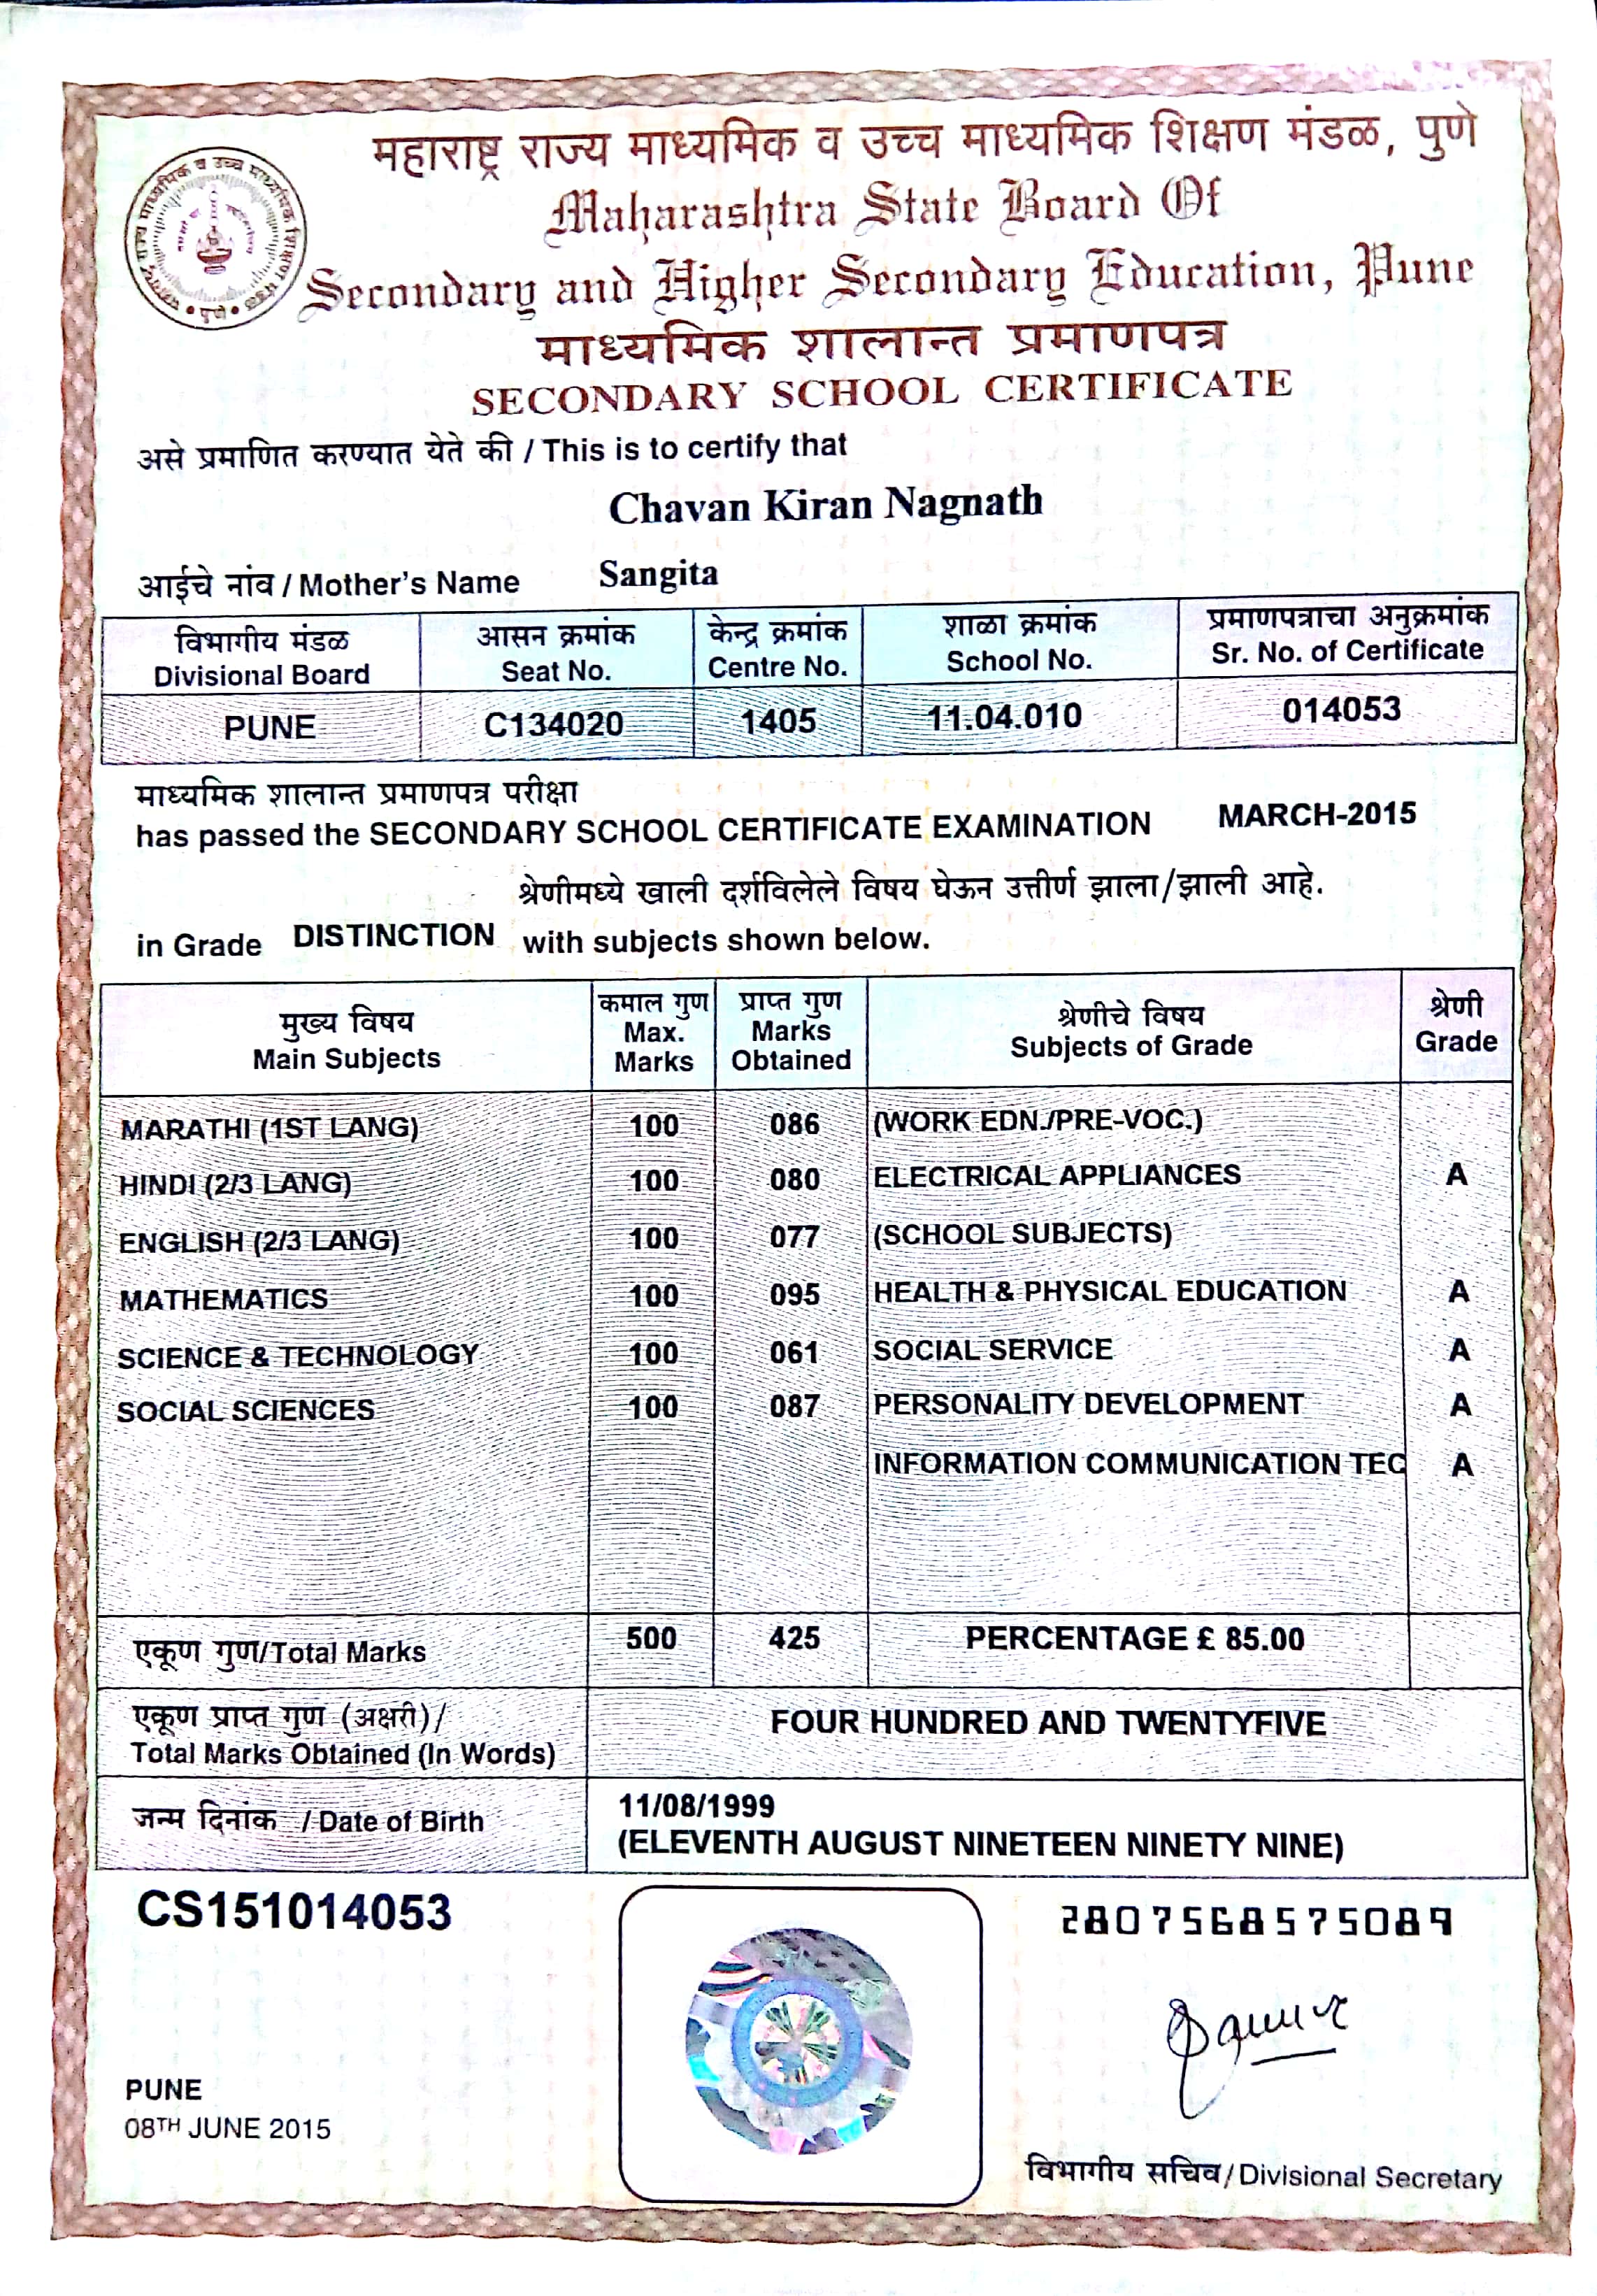 महाराष्ट्र राज्य माध्यमिक व उच्च माध्यमिक शिक्षण मंडळ, पुणे
Maharashtra State Board Of
Secondary and Higher Secondary Education, Pune
माध्यमिक शालान्त प्रमाणपत्र
SECONDARY SCHOOL CERTIFICATE
असे प्रमाणित करण्यात येते की / This is to certify that
Chavan Kiran Nagnath
आईचे नांव / Mother's Name Sangita
विभागीय मंडळ आसन क्रमांक केन्द्र क्रमांक शाळा क्रमांक प्रमाणपत्राचा अनुक्रमांक
Divisional Board Seat No. Centre No. School No. Sr. No. of Certificate
PUNE C134020 1405 11.04.010 014053
माध्यमिक शालान्त प्रमाणपत्र परीक्षा
has passed the SECONDARY SCHOOL CERTIFICATE EXAMINATION MARCH-2015
श्रेणीमध्ये खाली दर्शविलेले विषय घेऊन उत्तीर्ण झाला/झाली आहे.
in Grade DISTINCTION with subjects shown below.
मुख्य विषय कमाल गुण प्राप्त गुण श्रेणीचे विषय श्रेणी
Main Subjects Max. Marks Marks Obtained Subjects of Grade Grade
MARATHI (1ST LANG) 100 086 (WORK EDN./PRE-VOC.)
HINDI (2/3 LANG) 100 080 ELECTRICAL APPLIANCES A
ENGLISH (2/3 LANG) 100 077 (SCHOOL SUBJECTS)
MATHEMATICS 100 095 HEALTH & PHYSICAL EDUCATION A
SCIENCE & TECHNOLOGY 100 061 SOCIAL SERVICE A
SOCIAL SCIENCES 100 087 PERSONALITY DEVELOPMENT A
INFORMATION COMMUNICATION TEC A
एकूण गुण/Total Marks 500 425 PERCENTAGE £ 85.00
एकूण प्राप्त गुण (अक्षरी)/
Total Marks Obtained (In Words) FOUR HUNDRED AND TWENTYFIVE
जन्म दिनांक / Date of Birth 11/08/1999
(ELEVENTH AUGUST NINETEEN NINETY NINE)
CS151014053 2807568575089
PUNE
08TH JUNE 2015
विभागीय सचिव/Divisional Secretary